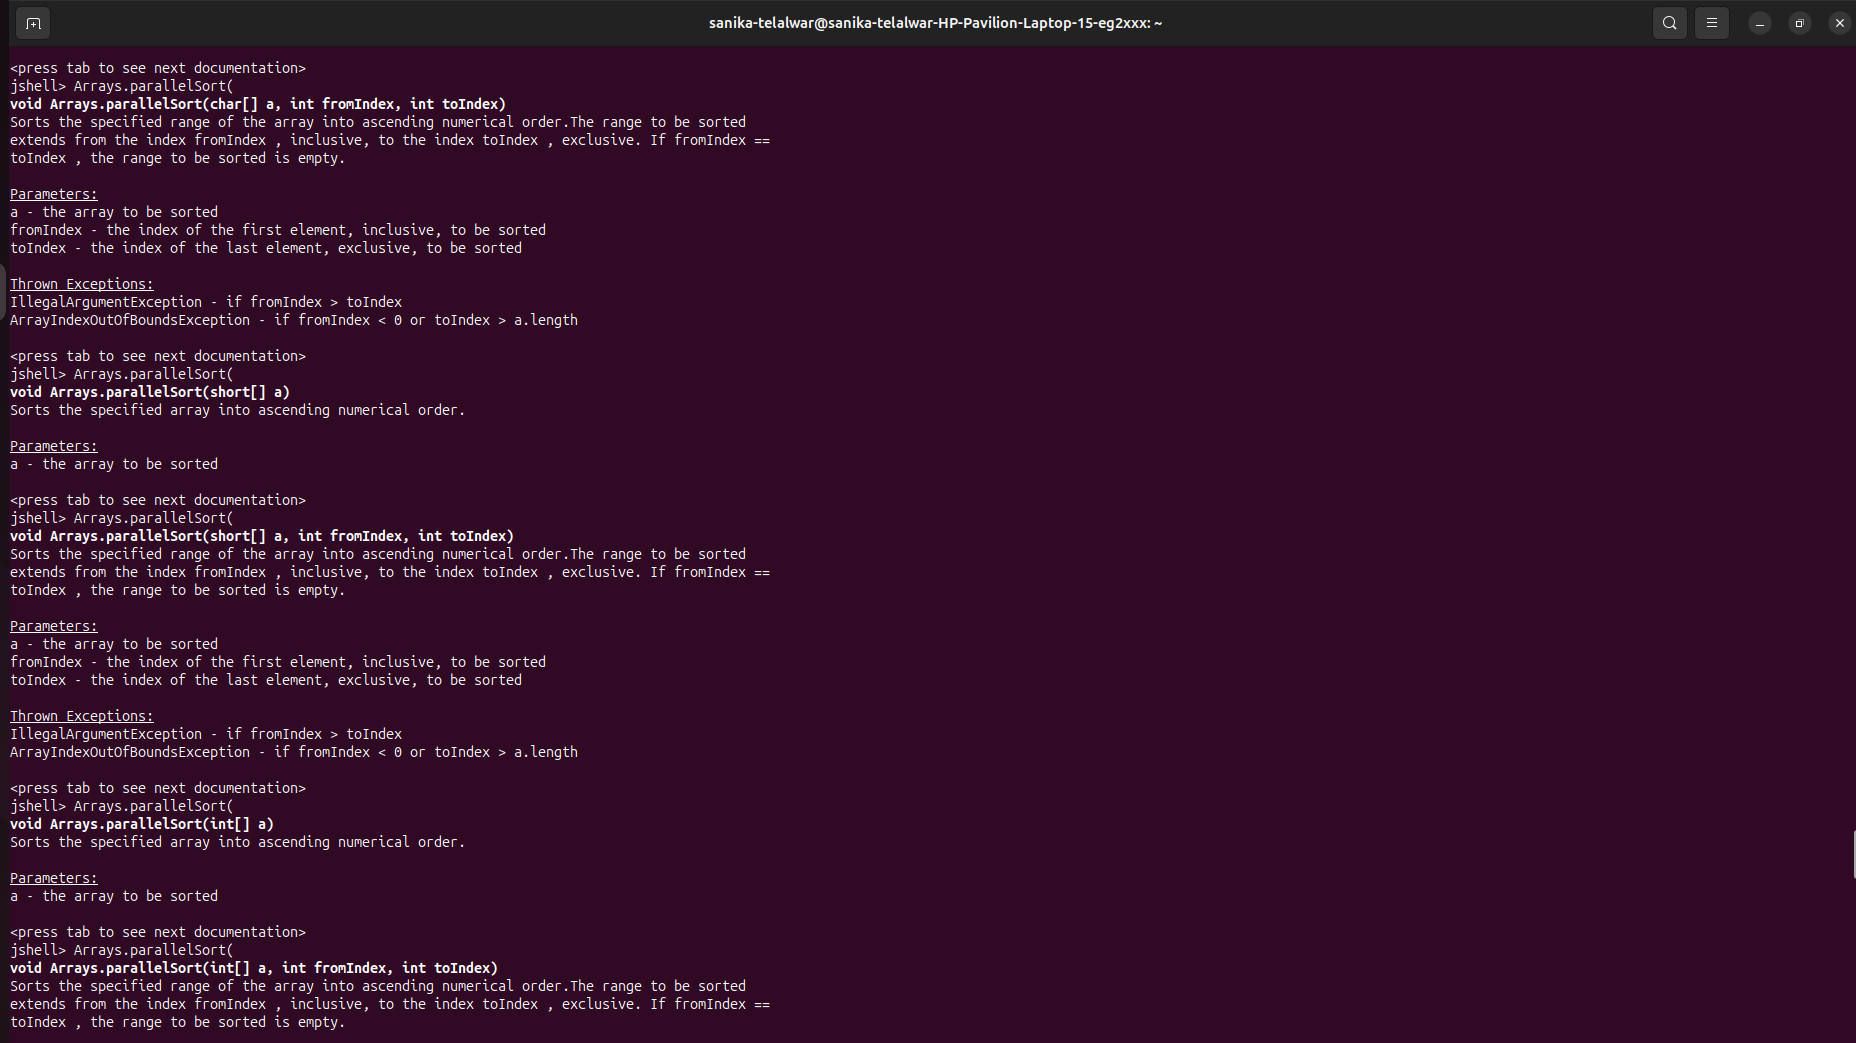 sanika-telalwar@sanika-telalwar-HP-Pavilion-Laptop-15-eg2xxx: ~
<press tab to see next documentation>
jshell> Arrays.parallelSort(
void Arrays.parallelSort(char[] a, int fromIndex, int toIndex)
Sorts the specified range of the array into ascending numerical order.The range to be sorted
extends from the index fromIndex , inclusive, to the index toIndex , exclusive. If fromIndex ==
toIndex , the range to be sorted is empty.
Parameters:
a - the array to be sorted
fromIndex - the index of the first element, inclusive, to be sorted
toIndex - the index of the last element, exclusive, to be sorted
Thrown Exceptions:
IllegalArgumentException - if fromIndex > toIndex
ArrayIndexOutOfBoundsException - if fromIndex < 0 or toIndex > a.length
<press tab to see next documentation>
jshell> Arrays.parallelSort(
void Arrays.parallelSort(short[] a)
Sorts the specified array into ascending numerical order.
Parameters:
a - the array to be sorted
<press tab to see next documentation>
jshell> Arrays.parallelSort(
void Arrays.parallelSort(short[] a, int fromIndex, int toIndex)
Sorts the specified range of the array into ascending numerical order.The range to be sorted
extends from the index fromIndex , inclusive, to the index toIndex , exclusive. If fromIndex ==
toIndex , the range to be sorted is empty.
Parameters:
a - the array to be sorted
fromIndex - the index of the first element, inclusive, to be sorted
toIndex - the index of the last element, exclusive, to be sorted
Thrown Exceptions:
IllegalArgumentException - if fromIndex > toIndex
ArrayIndexOutOfBoundsException - if fromIndex < 0 or toIndex > a.length
<press tab to see next documentation>
jshell> Arrays.parallelSort(
void Arrays.parallelSort(int[] a)
Sorts the specified array into ascending numerical order.
Parameters:
a - the array to be sorted
<press tab to see next documentation>
jshell> Arrays.parallelSort(
void Arrays.parallelSort(int[] a, int fromIndex, int toIndex)
Sorts the specified range of the array into ascending numerical order.The range to be sorted
extends from the index fromIndex , inclusive, to the index toIndex , exclusive. If fromIndex ==
toIndex , the range to be sorted is empty.